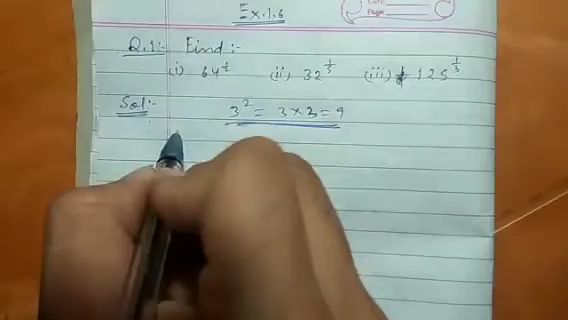 Ex.1.6
Page
Q.1:- Find:-
(i) 64^½ (ii) 32^⅕ (iii) 125^⅓
Sol:-
3² = 3×3=9